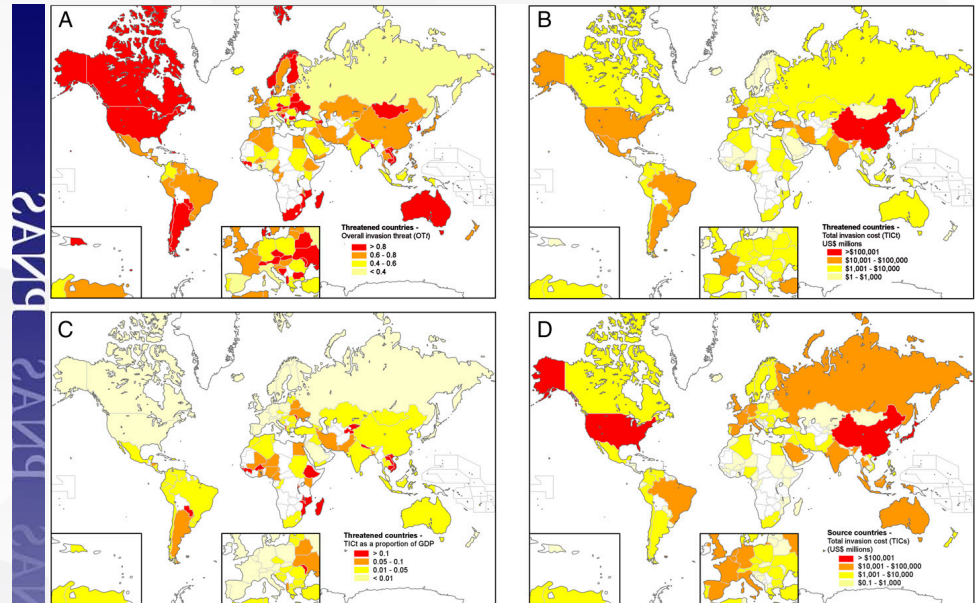 A
Threatened countries -
Overall invasion threat (OTt)
> 0.8
0.6 - 0.8
0.4 - 0.6
< 0.4
B
Threatened countries -
Total invasion cost (TICt)
US$ millions
>$100,001
$10,001 - $100,000
$1,001 - $10,000
$1 - $1,000
C
Threatened countries -
TICt as a proportion of GDP
> 0.1
0.05 - 0.1
0.01 - 0.05
< 0.01
D
Source countries -
Total invasion cost (TICs)
(US$ millions)
> $100,001
$10,001 - $100,000
$1,001 - $10,000
$0.1 - $1,000